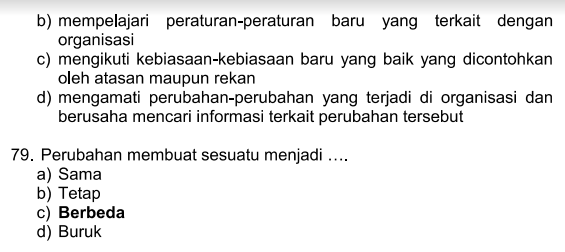 b) mempelajari peraturan-peraturan baru yang terkait dengan
organisasi
c) mengikuti kebiasaan-kebiasaan baru yang baik yang dicontohkan
oleh atasan maupun rekan
d) mengamati perubahan-perubahan yang terjadi di organisasi dan
berusaha mencari informasi terkait perubahan tersebut
79. Perubahan membuat sesuatu menjadi ….
a) Sama
b) Tetap
c) Berbeda
d) Buruk